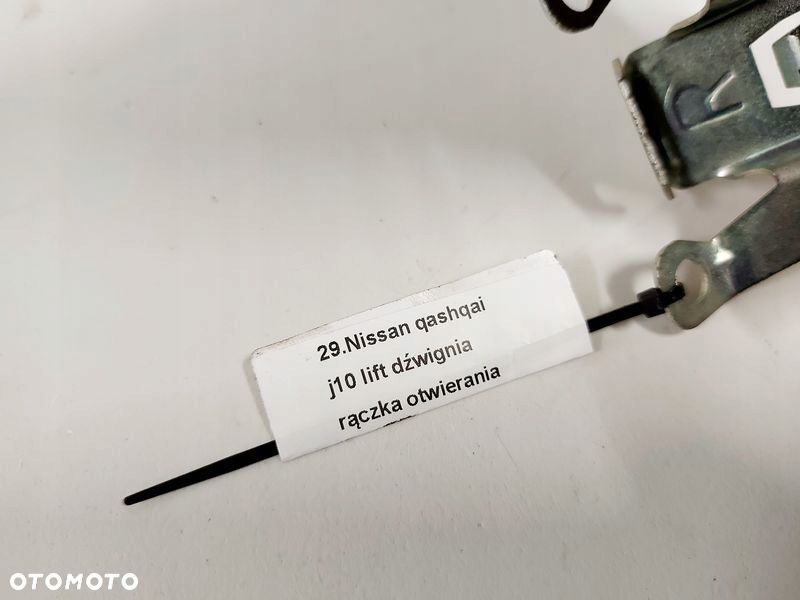 R
29.Nissan qashqai
j10 lift dźwignia
rączka otwierania
OTOMOTO